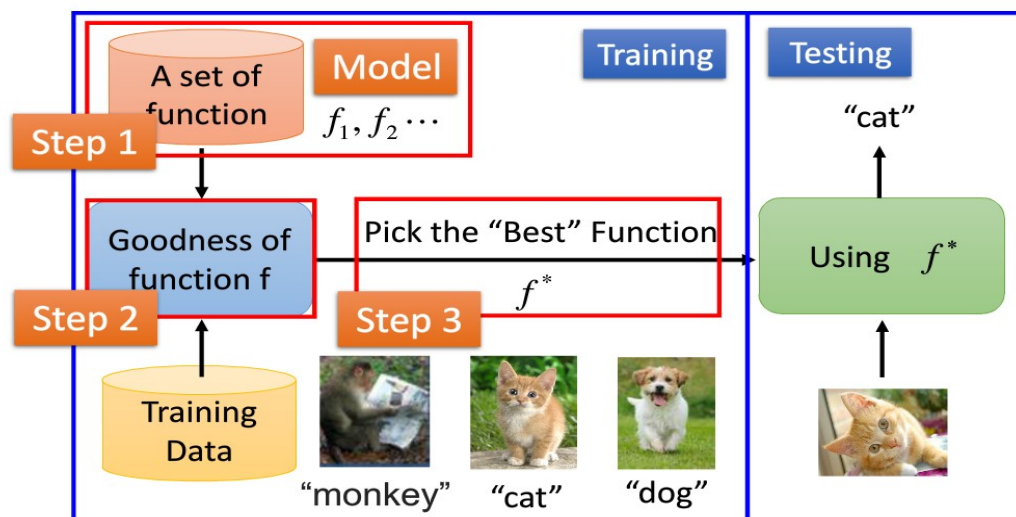 A set of
function
Model
f₁, f₂ ⋯
Step 1
Training
Testing
“cat”
Goodness of
function f
Step 2
Pick the “Best” Function
f*
Step 3
Using f*
Training
Data
“monkey”
“cat”
“dog”